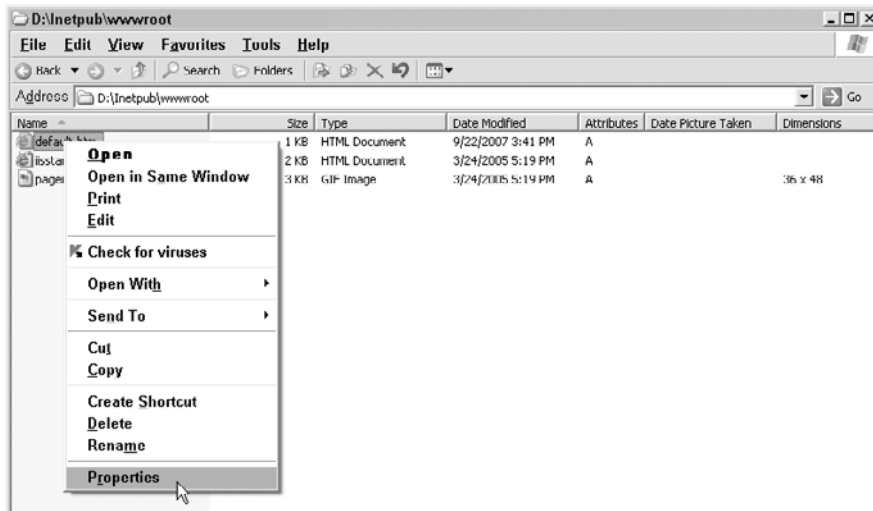 D:\Inetpub\wwwroot
File Edit View Favorites Tools Help
Back Search Folders
Address D:\Inetpub\wwwroot Go
Name Size Type Date Modified Attributes Date Picture Taken Dimensions
1 KB HTML Document 9/22/2007 3:41 PM A
2 KB HTML Document 3/24/2005 5:19 PM A
3 KB GIF Image 3/24/2005 5:19 PM A 36 x 48
Open
Open in Same Window
Print
Edit
Check for viruses
Open With
Send To
Cut
Copy
Create Shortcut
Delete
Rename
Properties